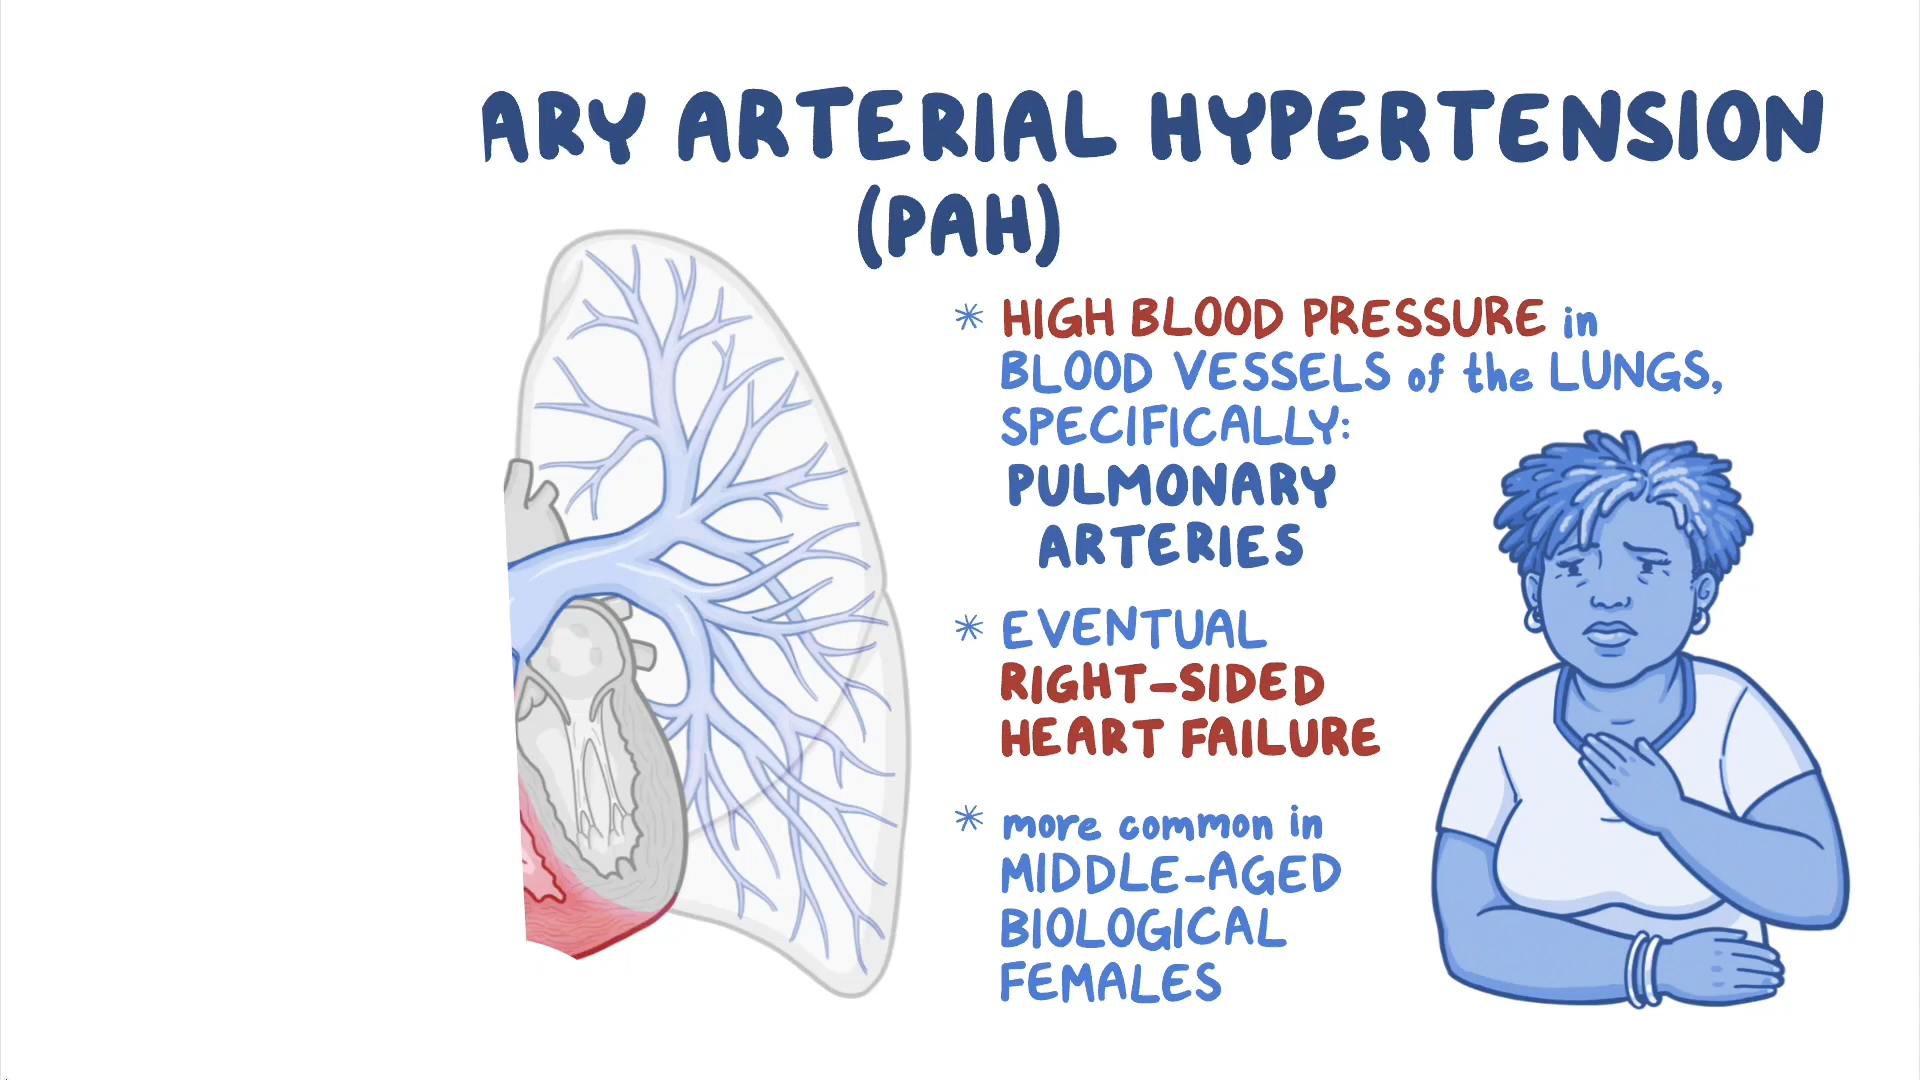 ARY ARTERIAL HYPERTENSION
(PAH)
* HIGH BLOOD PRESSURE in
BLOOD VESSELS of the LUNGS,
SPECIFICALLY:
PULMONARY
ARTERIES
* EVENTUAL
RIGHT-SIDED
HEART FAILURE
* more common in
MIDDLE-AGED
BIOLOGICAL
FEMALES